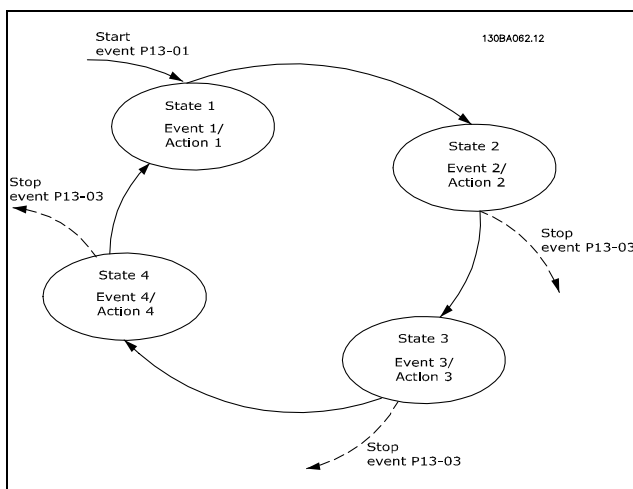 Start
event P13-01
130BA062.12
State 1
Event 1/
Action 1
State 2
Event 2/
Action 2
Stop
event P13-03
Stop
event P13-03
State 4
Event 4/
Action 4
State 3
Event 3/
Action 3
Stop
event P13-03